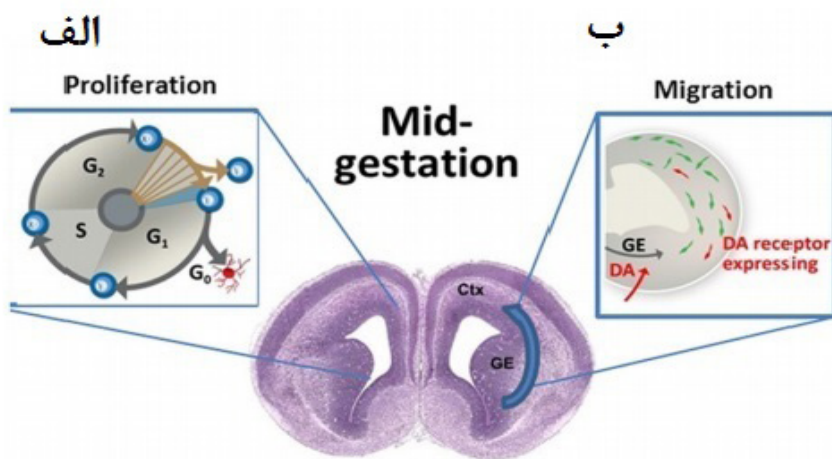 الف
ب
Proliferation
Migration
Mid-
gestation
G2
S
G1
G0
GE
DA
DA receptor
expressing
Ctx
GE